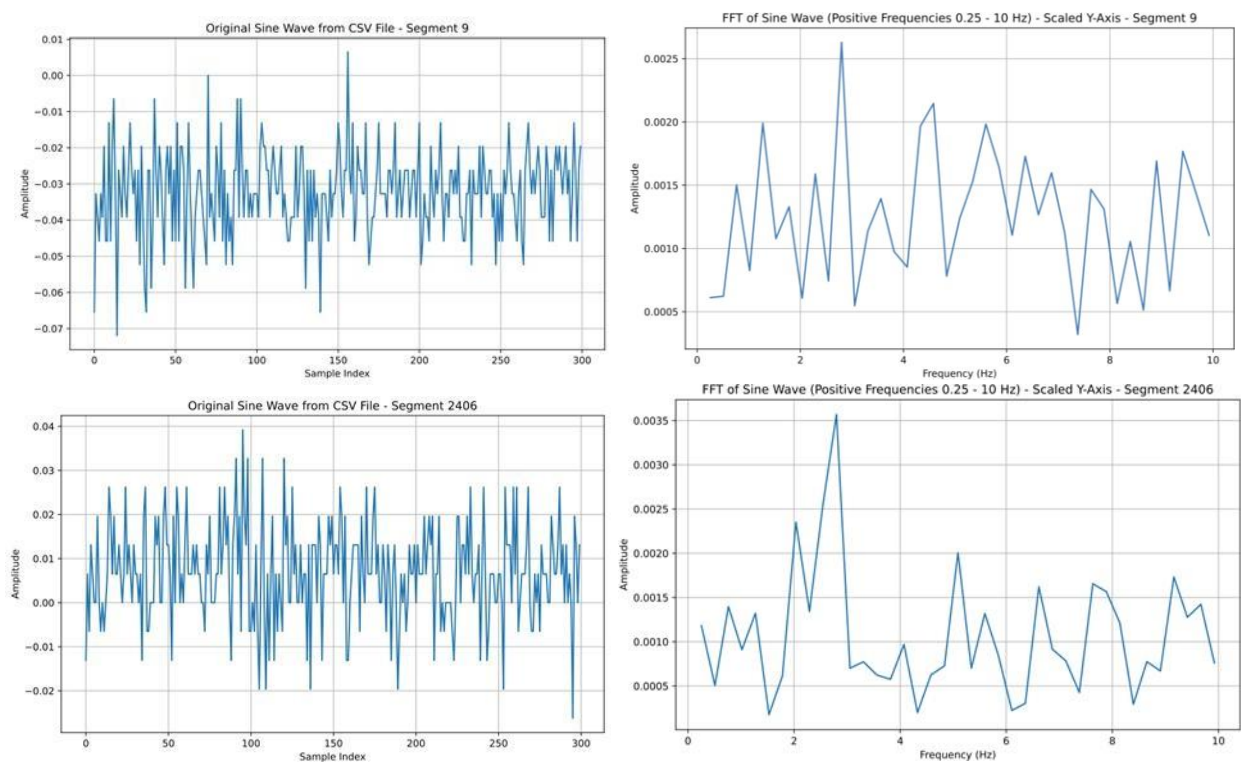 Original Sine Wave from CSV File - Segment 9
0.01
0.00
−0.01
−0.02
−0.03
−0.04
−0.05
−0.06
−0.07
Amplitude
0 50 100 150 200 250 300
Sample Index
FFT of Sine Wave (Positive Frequencies 0.25 - 10 Hz) - Scaled Y-Axis - Segment 9
0.0025
0.0020
0.0015
0.0010
0.0005
Amplitude
0 2 4 6 8 10
Frequency (Hz)
Original Sine Wave from CSV File - Segment 2406
0.04
0.03
0.02
0.01
0.00
−0.01
−0.02
Amplitude
0 50 100 150 200 250 300
Sample Index
FFT of Sine Wave (Positive Frequencies 0.25 - 10 Hz) - Scaled Y-Axis - Segment 2406
0.0035
0.0030
0.0025
0.0020
0.0015
0.0010
0.0005
Amplitude
0 2 4 6 8 10
Frequency (Hz)